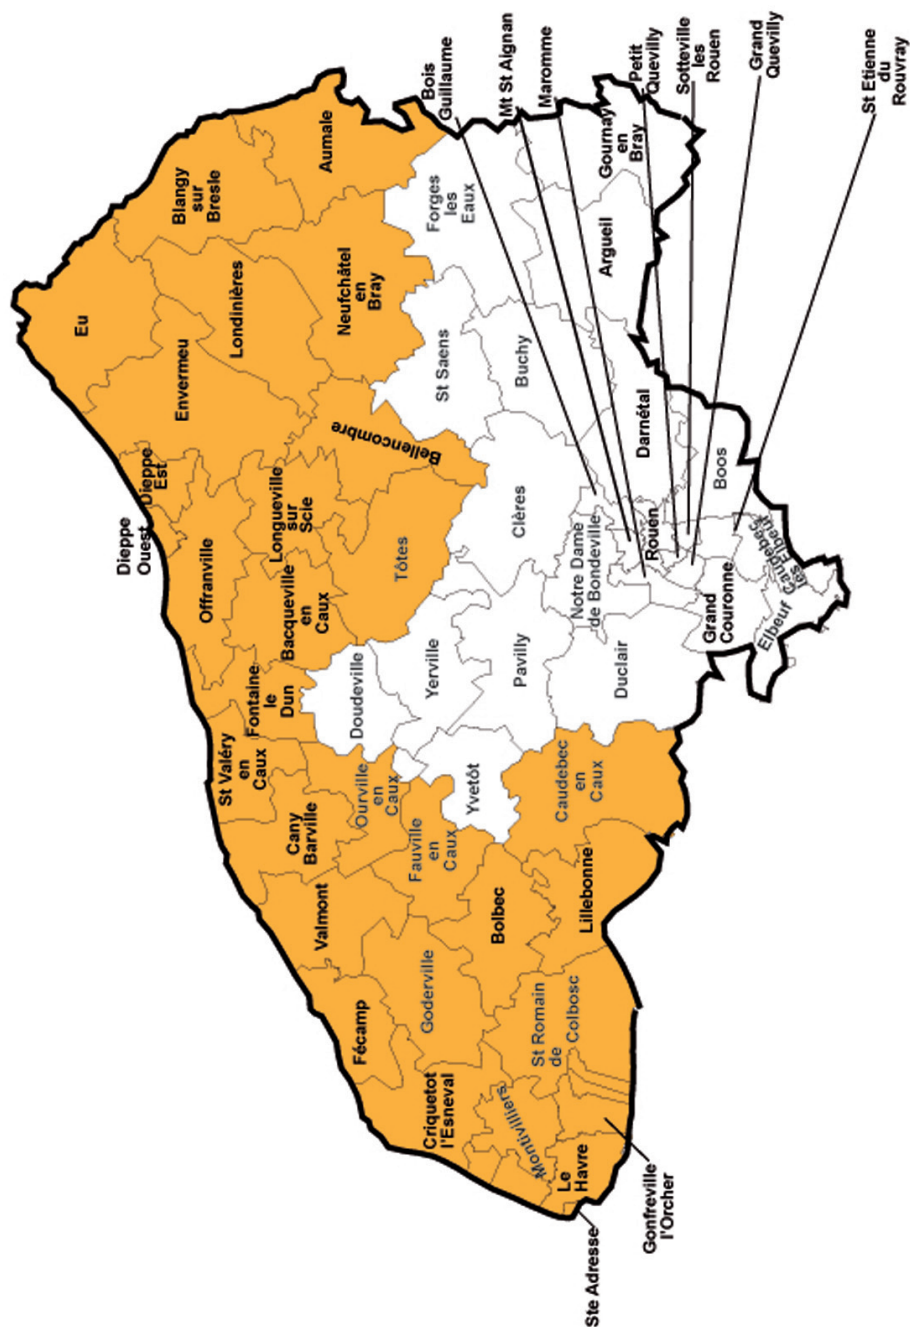 Eu
Blangy
sur
Bresle
Aumale
Envermeu
Londinières
Neufchâtel
en
Bray
Forges
les
Eaux
Gournay
en
Bray
Argueil
Buchy
St Saens
Bellencombre
Dieppe
Est
Dieppe
Ouest
Offranville
Longueville
sur
Scie
Bacqueville
en
Caux
Tôtes
Clères
Fontaine
le
Dun
St Valéry
en
Caux
Doudeville
Yerville
Pavilly
Yvetôt
Cany
Barville
Ourville
en
Caux
Fauville
en
Caux
Valmont
Fécamp
Goderville
Bolbec
Lillebonne
Caudebec
en
Caux
Duclair
Notre Dame
de Bondeville
Rouen
Darnétal
Boos
Grand
Couronne
Elbeuf
Caudebec
les Elbeuf
Criquetot
l'Esneval
Montivilliers
St Romain
de Colbosc
Le
Havre
Ste Adresse
Gonfreville
l'Orcher
Bois
Guillaume
Mt St Aignan
Maromme
Petit
Quevilly
Sotteville
les
Rouen
Grand
Quevilly
St Etienne
du
Rouvray